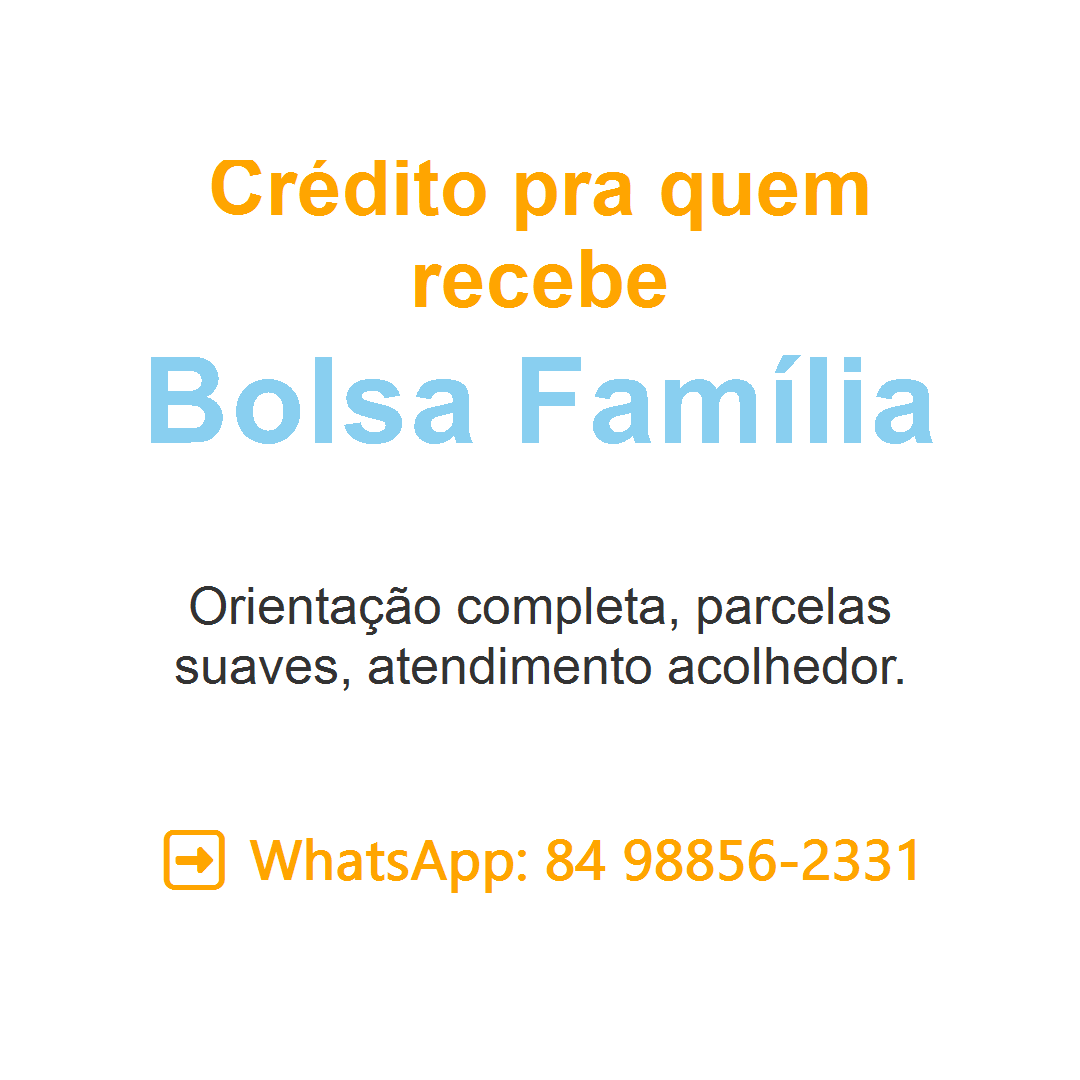 Crédito pra quem
recebe
Bolsa Família
Orientação completa, parcelas
suaves, atendimento acolhedor.
WhatsApp: 84 98856-2331